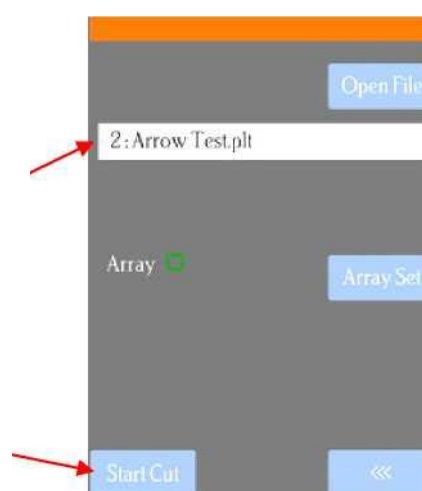 Open File
2:Arrow Test.plt
Array
Array Set
Start Cut
<<<